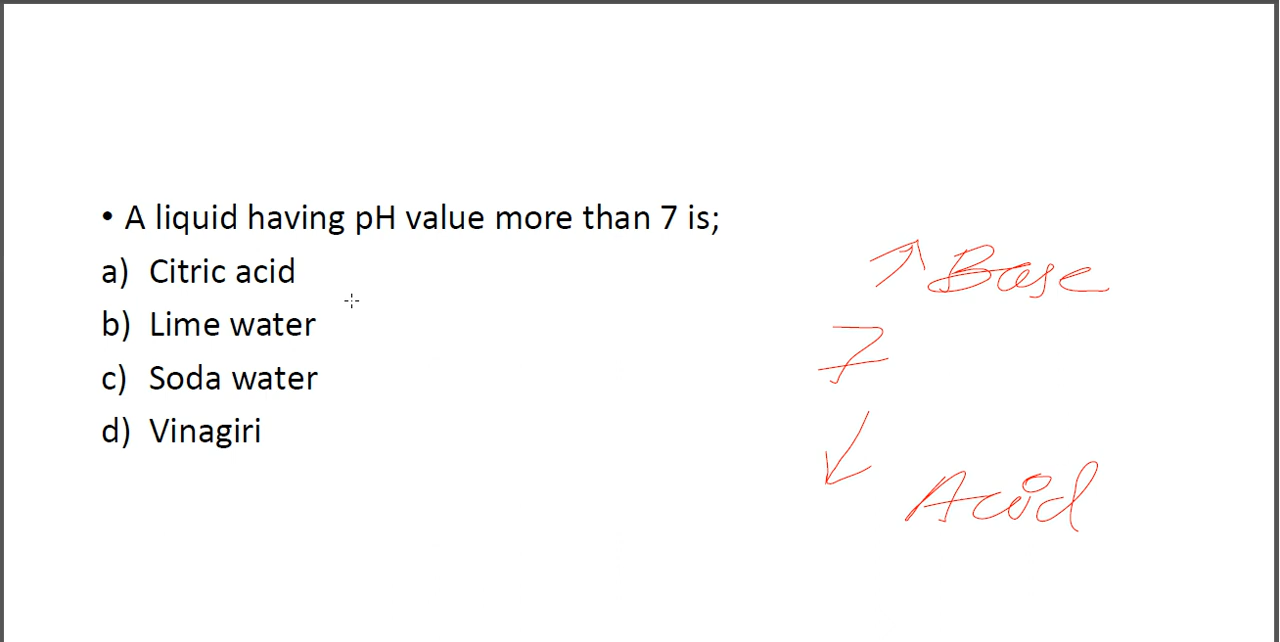 • A liquid having pH value more than 7 is;
a) Citric acid
b) Lime water
c) Soda water
d) Vinagiri
Base
7
Acid